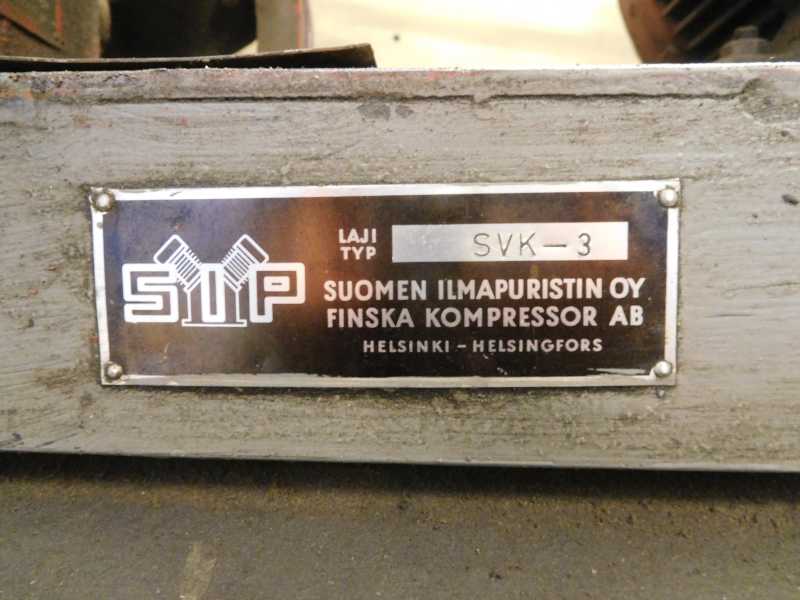 SIP
LAJI
TYP
SVK-3
SUOMEN ILMAPURISTIN OY
FINSKA KOMPRESSOR AB
HELSINKI - HELSINGFORS